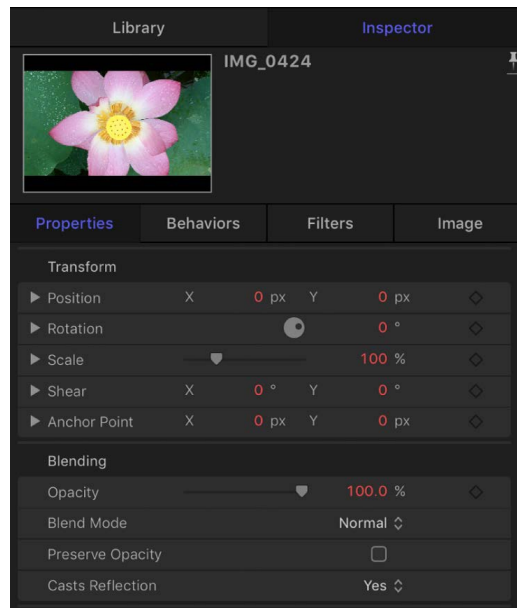 Library Inspector
IMG_0424
Properties Behaviors Filters Image
Transform
Position X 0 px Y 0 px
Rotation 0 °
Scale 100 %
Shear X 0 ° Y 0 °
Anchor Point X 0 px Y 0 px
Blending
Opacity 100.0 %
Blend Mode Normal
Preserve Opacity
Casts Reflection Yes